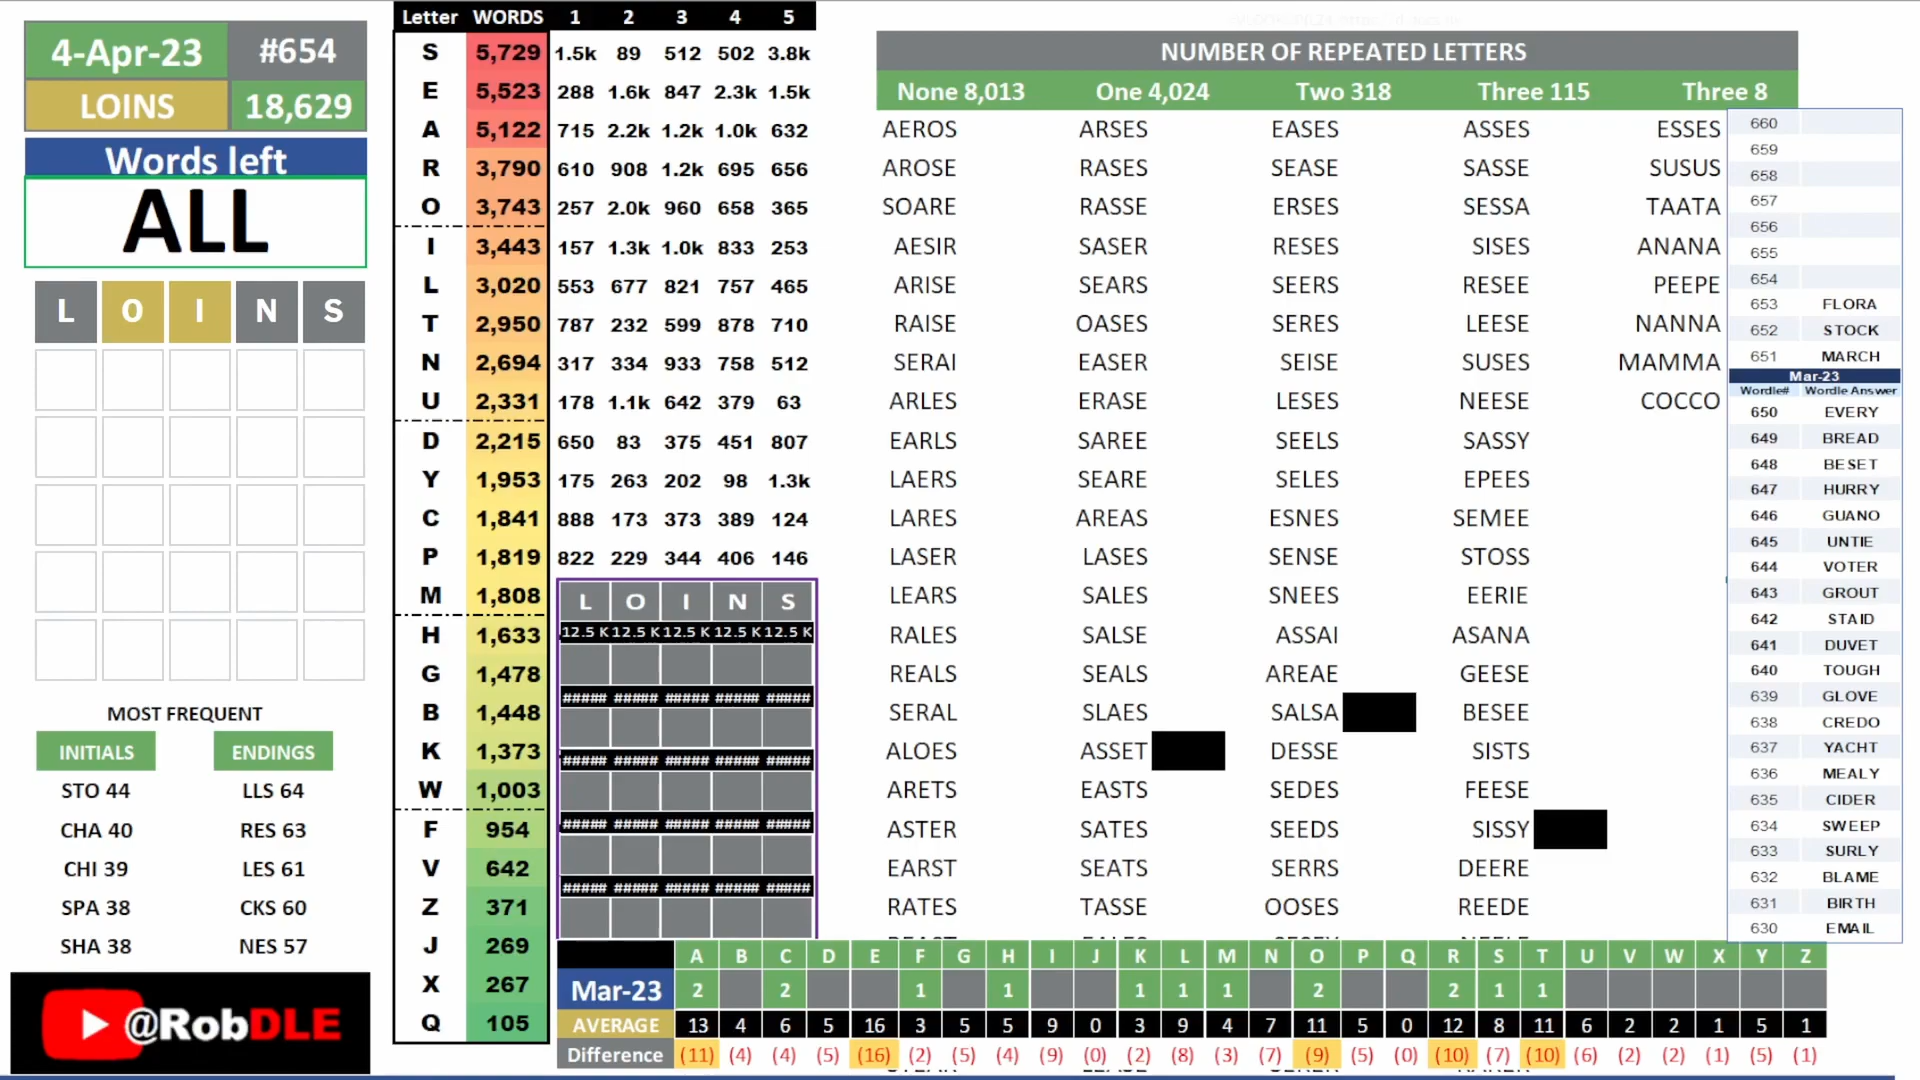 4-Apr-23 #654
LOINS 18,629
Words left
ALL
L O I N S
MOST FREQUENT
INITIALS ENDINGS
STO 44 LLS 64
CHA 40 RES 63
CHI 39 LES 61
SPA 38 CKS 60
SHA 38 NES 57
@RobDLE
Letter WORDS 1 2 3 4 5
S 5,729 1.5k 89 512 502 3.8k
E 5,523 288 1.6k 847 2.3k 1.5k
A 5,122 715 2.2k 1.2k 1.0k 632
R 3,790 610 908 1.2k 695 656
O 3,743 257 2.0k 960 658 365
I 3,443 157 1.3k 1.0k 833 253
L 3,020 553 677 821 757 465
T 2,950 787 232 599 878 710
N 2,694 317 334 933 758 512
U 2,331 178 1.1k 642 379 63
D 2,215 650 83 375 451 807
Y 1,953 175 263 202 98 1.3k
C 1,841 888 173 373 389 124
P 1,819 822 229 344 406 146
M 1,808
H 1,633
G 1,478
B 1,448
K 1,373
W 1,003
F 954
V 642
Z 371
J 269
X 267
Q 105
L O I N S
12.5 K 12.5 K 12.5 K 12.5 K 12.5 K
##### ##### ##### ##### #####
##### ##### ##### ##### #####
##### ##### ##### ##### #####
##### ##### ##### ##### #####
NUMBER OF REPEATED LETTERS
None 8,013 One 4,024 Two 318 Three 115 Three 8
AEROS ARSES EASES ASSES ESSES
AROSE RASES SEASE SASSE SUSUS
SOARE RASSE ERSES SESSA TAATA
AESIR SASER RESES SISES ANANA
ARISE SEARS SEERS RESEE PEEPE
RAISE OASES SERES LEESE NANNA
SERAI EASER SEISE SUSES MAMMA
ARLES ERASE LESES NEESE COCCO
EARLS SAREE SEELS SASSY
LAERS SEARE SELES EPEES
LARES AREAS ESNES SEMEE
LASER LASES SENSE STOSS
LEARS SALES SNEES EERIE
RALES SALSE ASSAI ASANA
REALS SEALS AREAE GEESE
SERAL SLAES SALSA BESEE
ALOES ASSET DESSE SISTS
ARETS EASTS SEDES FEESE
ASTER SATES SEEDS SISSY
EARST SEATS SERRS DEERE
RATES TASSE OOSES REEDE
660
659
658
657
656
655
654
653 FLORA
652 STOCK
651 MARCH
Mar-23
Wordle# Wordle Answer
650 EVERY
649 BREAD
648 BESET
647 HURRY
646 GUANO
645 UNTIE
644 VOTER
643 GROUT
642 STAID
641 DUVET
640 TOUGH
639 GLOVE
638 CREDO
637 YACHT
636 MEALY
635 CIDER
634 SWEEP
633 SURLY
632 BLAME
631 BIRTH
630 EMAIL
A B C D E F G H I J K L M N O P Q R S T U V W X Y Z
Mar-23 2 2 1 1 1 1 1 2 2 1 1
AVERAGE 13 4 6 5 16 3 5 5 9 0 3 9 4 7 11 5 0 12 8 11 6 2 2 1 5 1
Difference (11) (4) (4) (5) (16) (2) (5) (4) (9) (0) (2) (8) (3) (7) (9) (5) (0) (10) (7) (10) (6) (2) (2) (1) (5) (1)